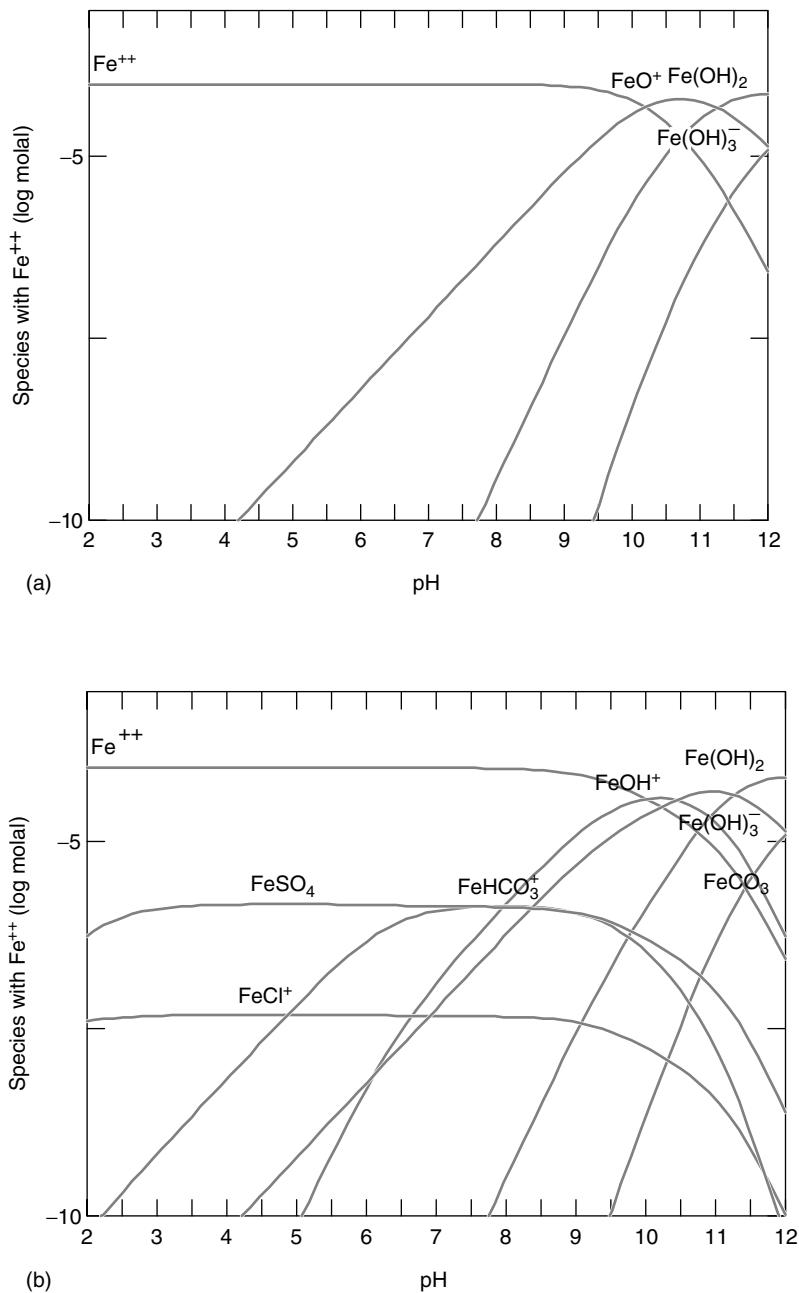 Fe++
FeO+ Fe(OH)2
Fe(OH)3−
Species with Fe++ (log molal)
−5
−10
2 3 4 5 6 7 8 9 10 11 12
(a)
pH
Fe++
Fe(OH)2
FeOH+
Fe(OH)3−
−5
FeSO4
FeHCO3+
FeCO3
FeCl+
Species with Fe++ (log molal)
−10
2 3 4 5 6 7 8 9 10 11 12
(b)
pH